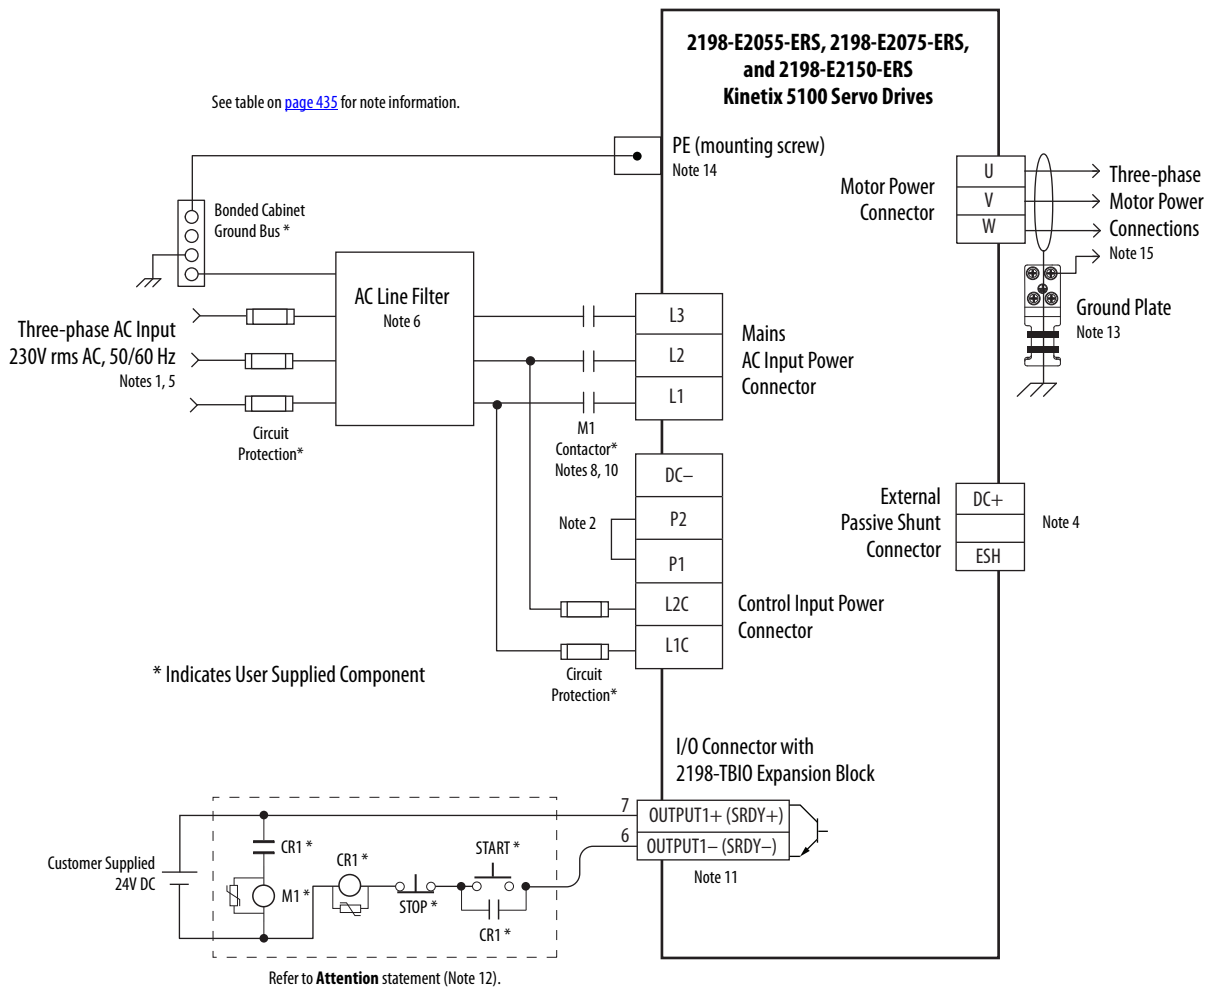 2198-E2055-ERS, 2198-E2075-ERS,
and 2198-E2150-ERS
Kinetix 5100 Servo Drives
See table on page 435 for note information.
PE (mounting screw)
Note 14
Bonded Cabinet
Ground Bus *
Motor Power
Connector
U
V
W
Three-phase
Motor Power
Connections
Note 15
Ground Plate
Note 13
Three-phase AC Input
230V rms AC, 50/60 Hz
Notes 1, 5
Circuit
Protection*
AC Line Filter
Note 6
M1
Contactor*
Notes 8, 10
L3
L2
L1
Mains
AC Input Power
Connector
DC–
P2
P1
L2C
L1C
Note 2
Control Input Power
Connector
Circuit
Protection*
External
Passive Shunt
Connector
DC+
ESH
Note 4
* Indicates User Supplied Component
I/O Connector with
2198-TBIO Expansion Block
7
OUTPUT1+ (SRDY+)
6
OUTPUT1– (SRDY–)
Note 11
Customer Supplied
24V DC
CR1 *
M1 *
CR1 *
STOP *
START *
CR1 *
Refer to Attention statement (Note 12).